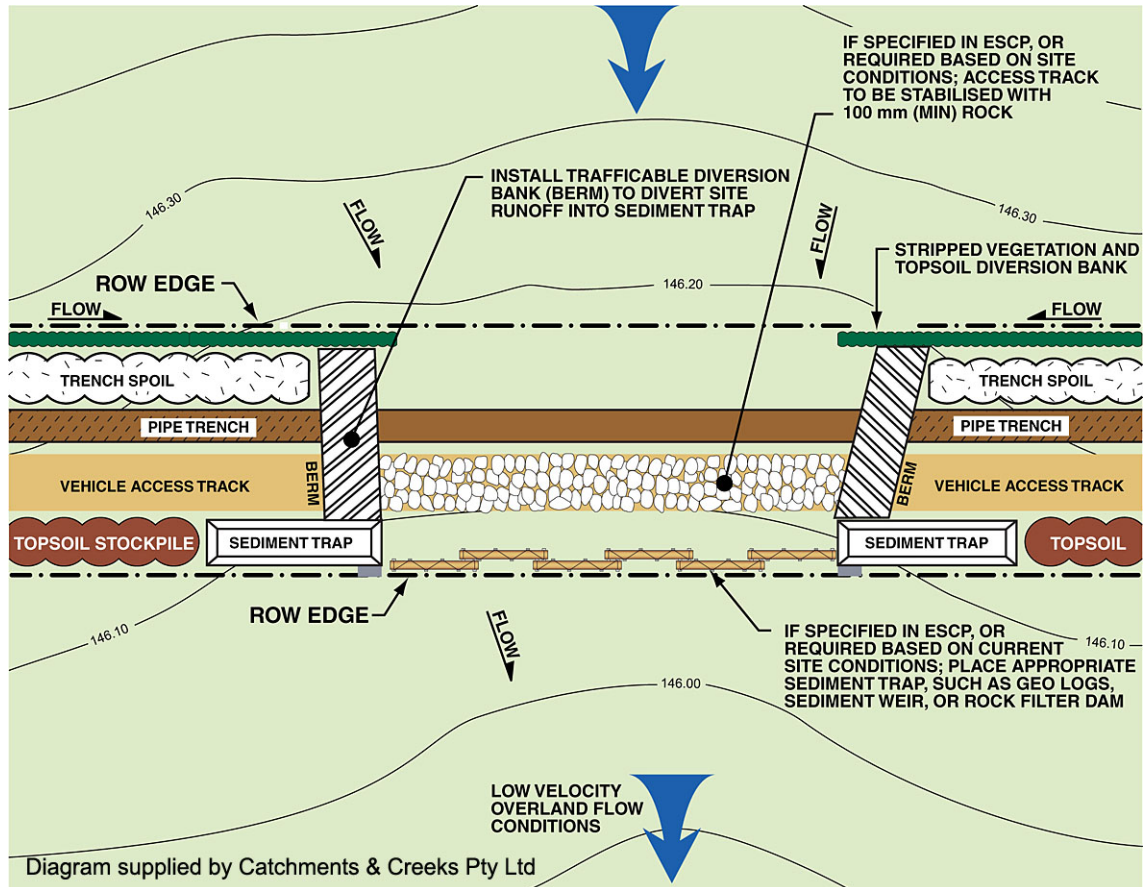 IF SPECIFIED IN ESCP, OR
REQUIRED BASED ON SITE
CONDITIONS; ACCESS TRACK
TO BE STABILISED WITH
100 mm (MIN) ROCK
INSTALL TRAFFICABLE DIVERSION
BANK (BERM) TO DIVERT SITE
RUNOFF INTO SEDIMENT TRAP
146.30
FLOW
FLOW
146.30
STRIPPED VEGETATION AND
TOPSOIL DIVERSION BANK
ROW EDGE
146.20
FLOW
FLOW
TRENCH SPOIL
TRENCH SPOIL
PIPE TRENCH
PIPE TRENCH
VEHICLE ACCESS TRACK
BERM
BERM
VEHICLE ACCESS TRACK
TOPSOIL STOCKPILE
SEDIMENT TRAP
SEDIMENT TRAP
TOPSOIL
ROW EDGE
146.10
FLOW
IF SPECIFIED IN ESCP, OR
REQUIRED BASED ON CURRENT
SITE CONDITIONS; PLACE APPROPRIATE
SEDIMENT TRAP, SUCH AS GEO LOGS,
SEDIMENT WEIR, OR ROCK FILTER DAM
146.10
146.00
LOW VELOCITY
OVERLAND FLOW
CONDITIONS
Diagram supplied by Catchments & Creeks Pty Ltd